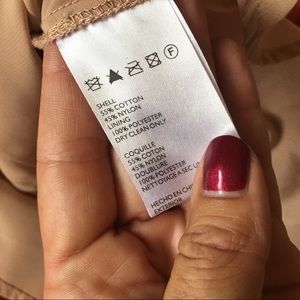 F
SHELL
55% COTTON
45% NYLON
LINING
100% POLYESTER
DRY CLEAN ONLY
COQUILLE
55% COTON
45% NYLON
DOUBLURE
100% POLYESTER
NETTOYAGE A SEC U
HECHO EN CH
EXTERIOR